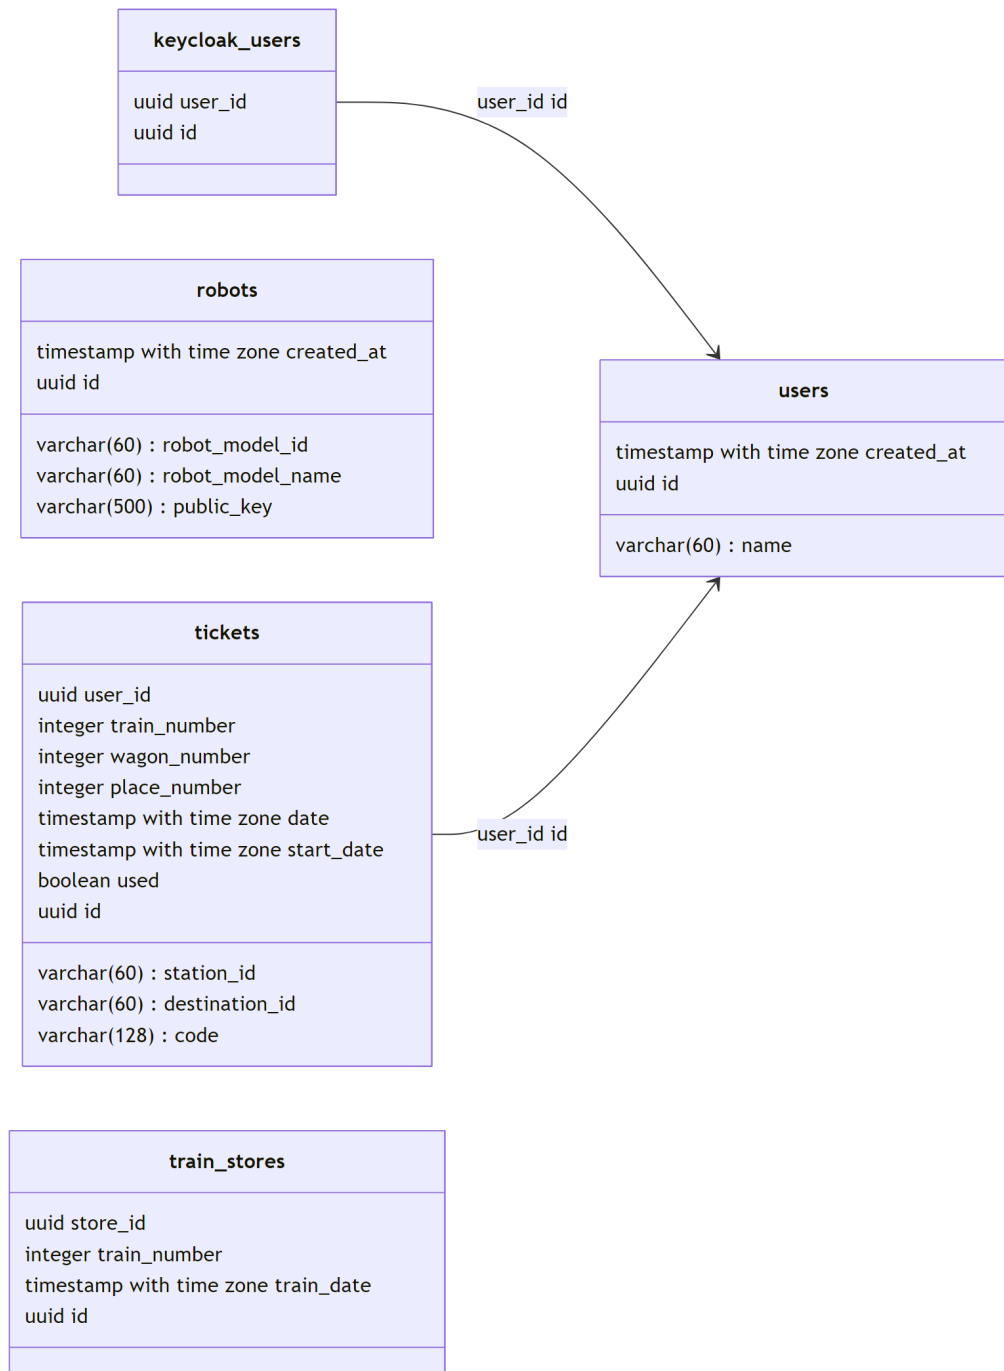 keycloak_users
uuid user_id
uuid id
user_id id
robots
timestamp with time zone created_at
uuid id
varchar(60) : robot_model_id
varchar(60) : robot_model_name
varchar(500) : public_key
users
timestamp with time zone created_at
uuid id
varchar(60) : name
tickets
uuid user_id
integer train_number
integer wagon_number
integer place_number
timestamp with time zone date
timestamp with time zone start_date
boolean used
uuid id
varchar(60) : station_id
varchar(60) : destination_id
varchar(128) : code
user_id id
train_stores
uuid store_id
integer train_number
timestamp with time zone train_date
uuid id